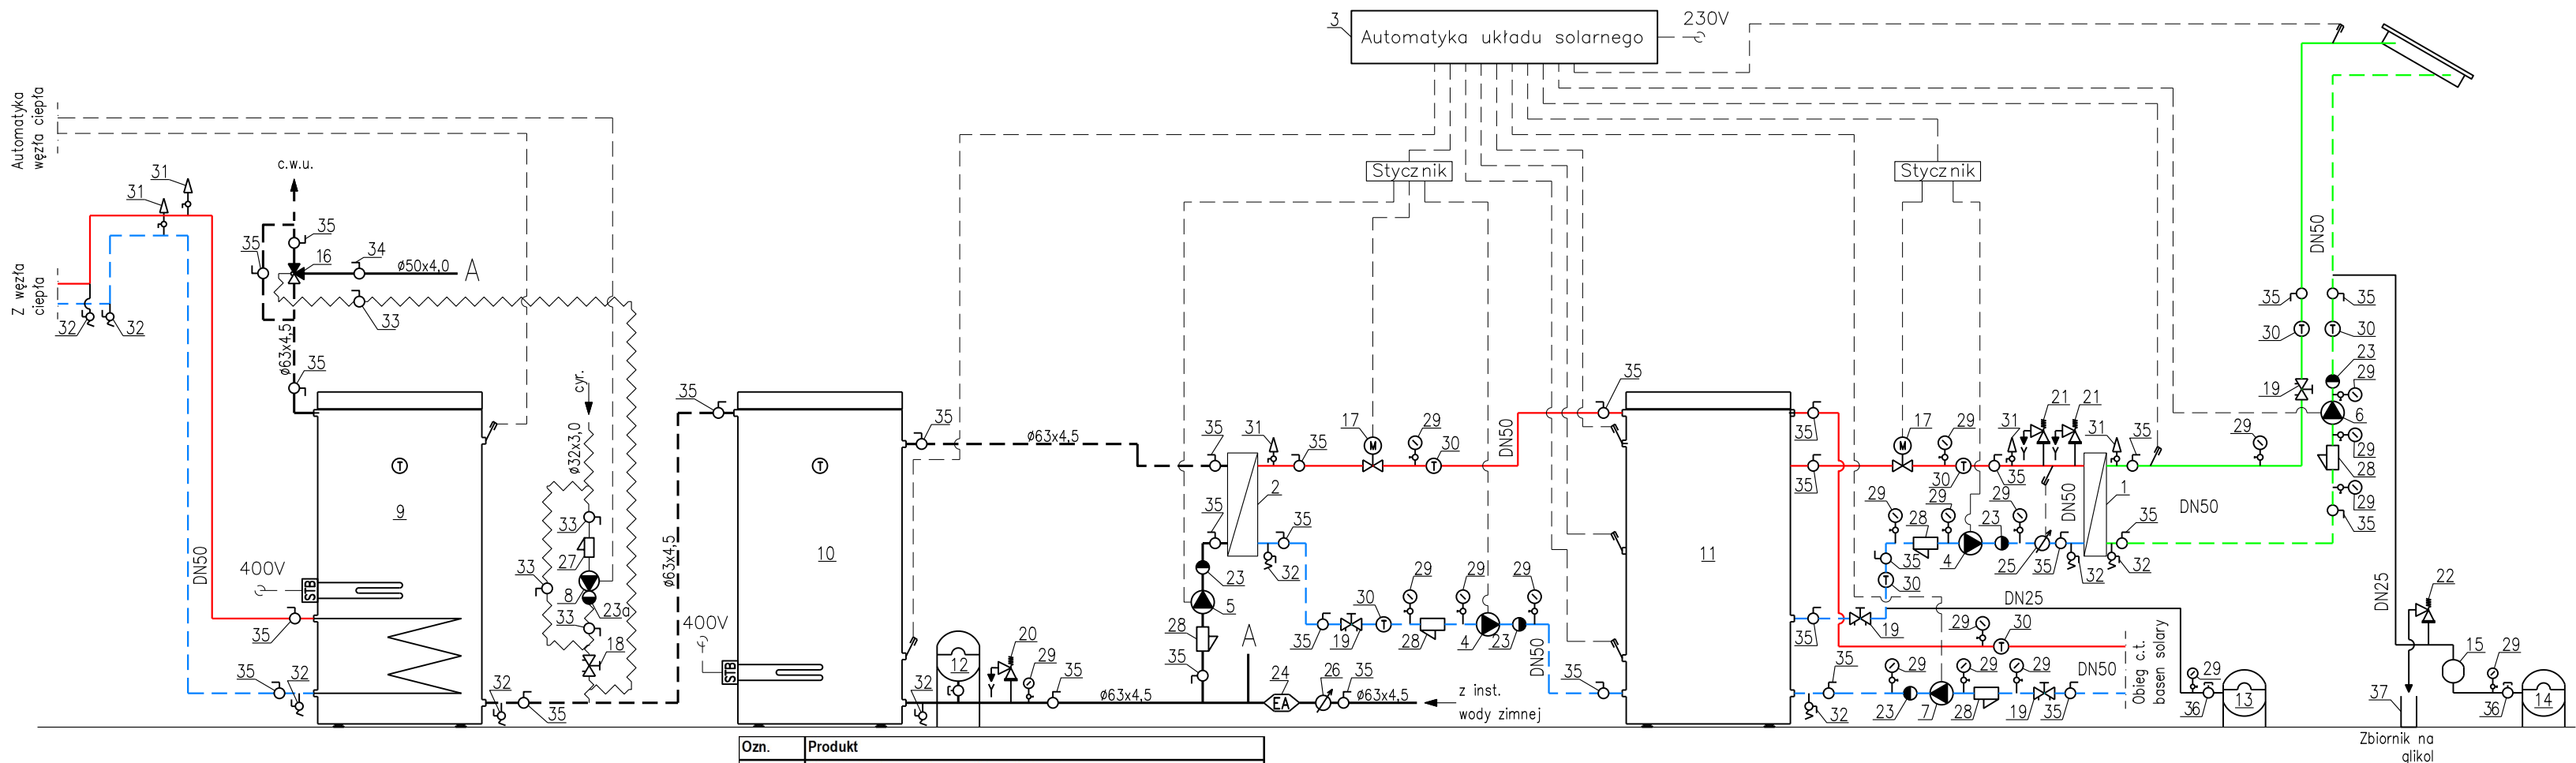 3
Automatyka układu solarnego
230V
Automatyka
węzła ciepła
c.w.u.
Stycznik
Stycznik
31
31
35
35
16
34
ø50x4,0
A
33
Z węzła
ciepła
32
32
ø63x4,5
35
DN50
9
400V
STB
35
35
32
32
35
cyr.
ø32x3,0
33
27
33
8
23a
33
18
ø63x4,5
35
35
10
400V
STB
ø63x4,5
12
20
29
35
32
ø63x4,5
35
31
35
2
35
35
32
23
5
28
35
A
24
EA
26
35
ø63x4,5
z inst.
wody zimnej
17
M
29
30
DN50
35
30
29
29
29
35
19
28
4
23
DN50
35
35
11
35
35
35
17
M
29
30
31
35
21
21
31
35
29
DN50
1
DN50
29
28
29
23
29
4
25
35
32
35
32
35
30
19
DN25
29
30
35
29
29
29
DN50
32
23
7
28
19
35
Obieg c.t.
basen solary
DN50
35
35
30
30
19
23
29
6
29
28
29
35
DN25
22
15
29
29
36
13
36
14
37
Zbiornik na
glikol
Ozn.
Produkt